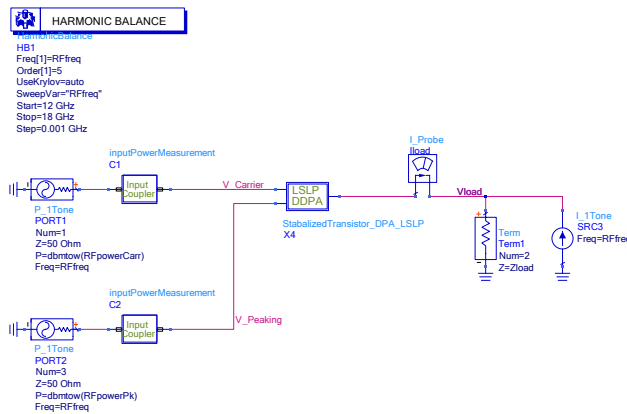 HARMONIC BALANCE
HarmonicBalance
HB1
Freq[1]=RFfreq
Order[1]=5
UseKrylov=auto
SweepVar="RFfreq"
Start=12 GHz
Stop=18 GHz
Step=0.001 GHz
inputPowerMeasurement
C1
Input
Coupler
P_1Tone
PORT1
Num=1
Z=50 Ohm
P=dbmtow(RFpowerCarr)
Freq=RFfreq
V_Carrier
LSLP
DDPA
StabalizedTransistor_DPA_LSLP
X4
I_Probe
Iload
Vload
Term
Term1
Num=2
Z=Zload
I_1Tone
SRC3
Freq=RFfre
inputPowerMeasurement
C2
Input
Coupler
V_Peaking
P_1Tone
PORT2
Num=3
Z=50 Ohm
P=dbmtow(RFpowerPk)
Freq=RFfreq